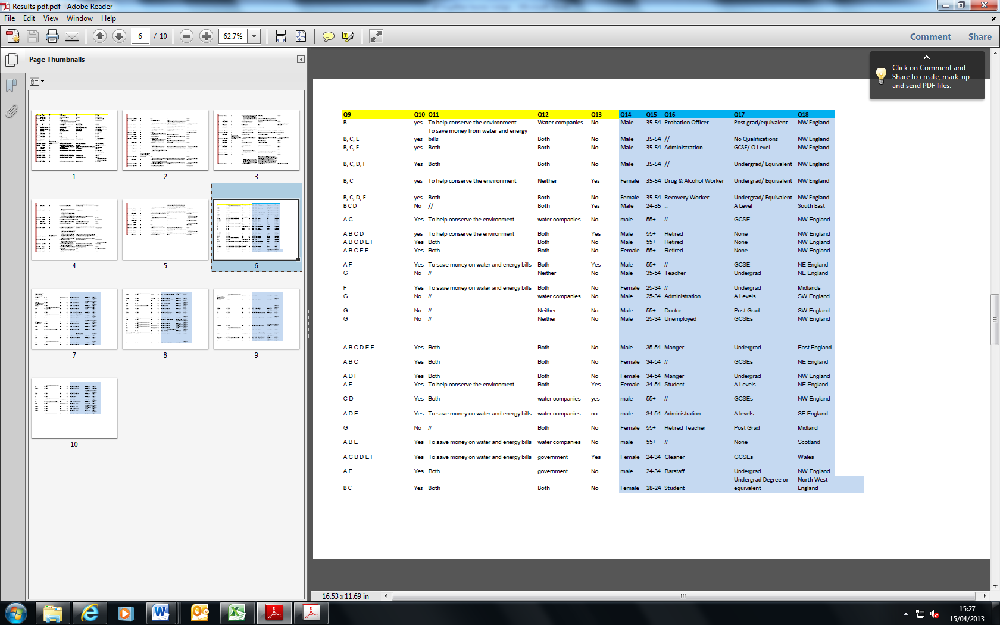 Results pdf.pdf - Adobe Reader
File Edit View Window Help
6 / 10 62.7% Comment Share
Page Thumbnails
Click on Comment and
Share to create, mark-up
and send PDF files.
1 2 3
4 5 6
7 8 9
10
Q9 Q10 Q11 Q12 Q13 Q14 Q15 Q16 Q17 Q18
B yes To help conserve the environment Water companies No Male 35-54 Probation Officer Post grad/equivalent NW England
To save money from water and energy
B, C, E yes bills Both No Male 35-54 // No Qualifications NW England
B, C, F yes Both Both No Male 35-54 Administration GCSE/ O Level NW England
B, C, D, F Yes Both Both No Male 35-54 // Undergrad/ Equivalent NW England
B, C yes To help conserve the environment Neither Yes Female 35-54 Drug & Alcohol Worker Undergrad/ Equivalent NW England
B, C, D, F yes Both Both No Female 35-54 Recovery Worker Undergrad/ Equivalent NW England
B C D No // Both Yes Male 24-35 .. A Level South East
A C Yes To help conserve the environment water companies No male 55+ // GCSE NW England
A B C D yes To help conserve the environment Both Yes Male 55+ Retired None NW England
A B C D E F Yes Both Both No Male 55+ Retired None NW England
A B C E F Yes Both Both No Female 55+ Retired None NW England
A F Yes To save money on water and energy bills Both Yes Male 55+ // GCSE NE England
G No // Neither No Male 35-54 Teacher Undergrad NE England
F Yes To save money on water and energy bills Both No Female 25-34 // Undergrad Midlands
G No // water companies No Male 25-34 Administration A Levels SW England
G No // Neither No Male 55+ Doctor Post Grad SW England
G No // Neither No Male 25-34 Unemployed GCSEs NW England
A B C D E F Yes Both Both No Male 35-54 Manger Undergrad East England
A B C Yes Both Both No Female 34-54 // GCSEs NE England
A D F Yes Both Both No Female 34-54 Manger Undergrad NW England
A F Yes To help conserve the environment Both Yes Female 34-54 Student A Levels NE England
C D Yes Both water companies yes male 55+ // GCSEs NW England
A D E Yes To save money on water and energy bills water companies no male 34-54 Administration A levels SE England
G No // Both No Female 55+ Retired Teacher Post Grad Midland
A B E Yes To save money on water and energy bills water companies No male 55+ // None Scotland
A C B D E F Yes To save money on water and energy bills government Yes Female 24-34 Cleaner GCSEs Wales
A F Yes Both government No male 24-34 Barstaff Undergrad NW England
Undergrad Degree or North West
B C Yes Both Both No Female 18-24 Student equivalent England
16.53 x 11.69 in
15:27
15/04/2013